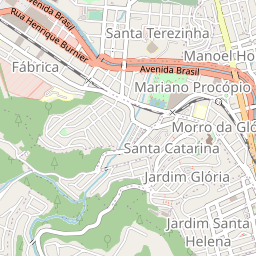 Avenida Brasil
Rua Henrique Burnier
Santa Terezinha
Manoel Ho
Fábrica
Avenida Brasil
Mariano Procópio
Morro da Gló
Santa Catarina
Jardim Glória
Jardim Santa
Helena